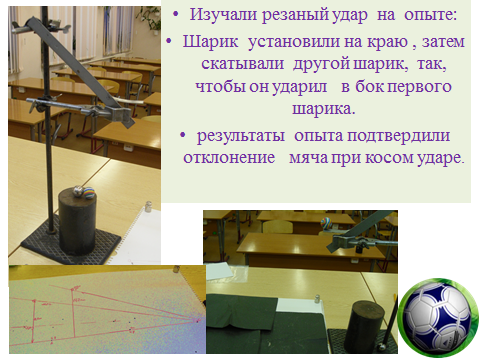 • Изучали резаный удар на опыте:
• Шарик установили на краю , затем
скатывали другой шарик, так,
чтобы он ударил в бок первого
шарика.
• результаты опыта подтвердили
отклонение мяча при косом ударе.